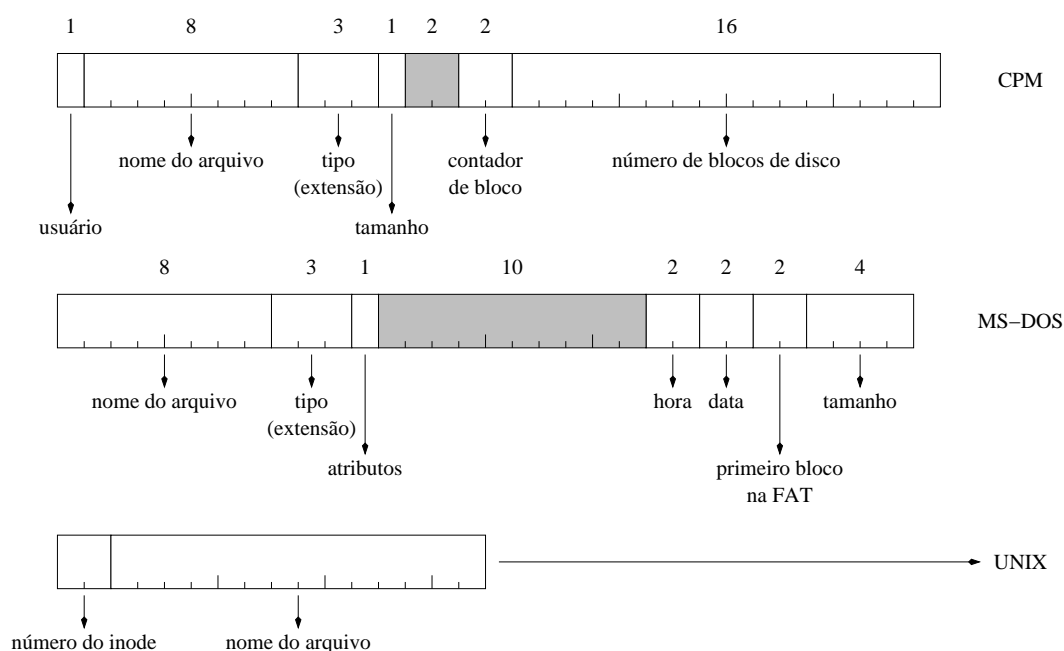 1 8 3 1 2 2 16
CPM
nome do arquivo tipo contador número de blocos de disco
(extensão) de bloco
usuário tamanho
8 3 1 10 2 2 2 4
MS−DOS
nome do arquivo tipo hora data tamanho
(extensão)
atributos primeiro bloco
na FAT
UNIX
número do inode nome do arquivo